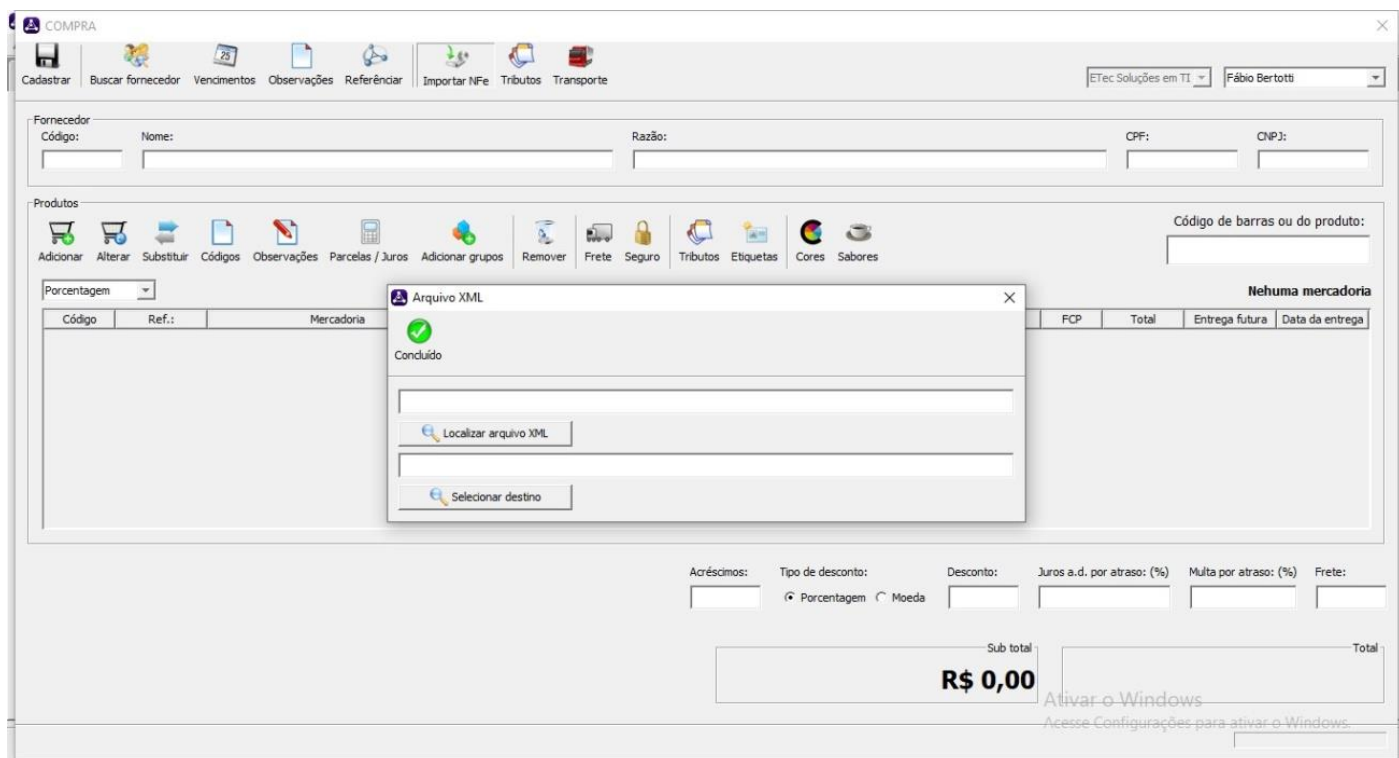 COMPRA
Cadastrar Buscar fornecedor Vencimentos Observações Referênciar Importar NFe Tributos Transporte
25
ETec Soluções em TI Fábio Bertotti
Fornecedor
Código: Nome: Razão: CPF: CNPJ:
Produtos
Código de barras ou do produto:
Adicionar Alterar Substituir Códigos Observações Parcelas / Juros Adicionar grupos Remover Frete Seguro Tributos Etiquetas Cores Sabores
Porcentagem
Nehuma mercadoria
Código Ref.: Mercadoria FCP Total Entrega futura Data da entrega
Arquivo XML
Concluído
Localizar arquivo XML
Selecionar destino
Acréscimos: Tipo de desconto: Desconto: Juros a.d. por atraso: (%) Multa por atraso: (%) Frete:
Porcentagem Moeda
Sub total Total
R$ 0,00
Ativar o Windows
Acesse Configurações para ativar o Windows.